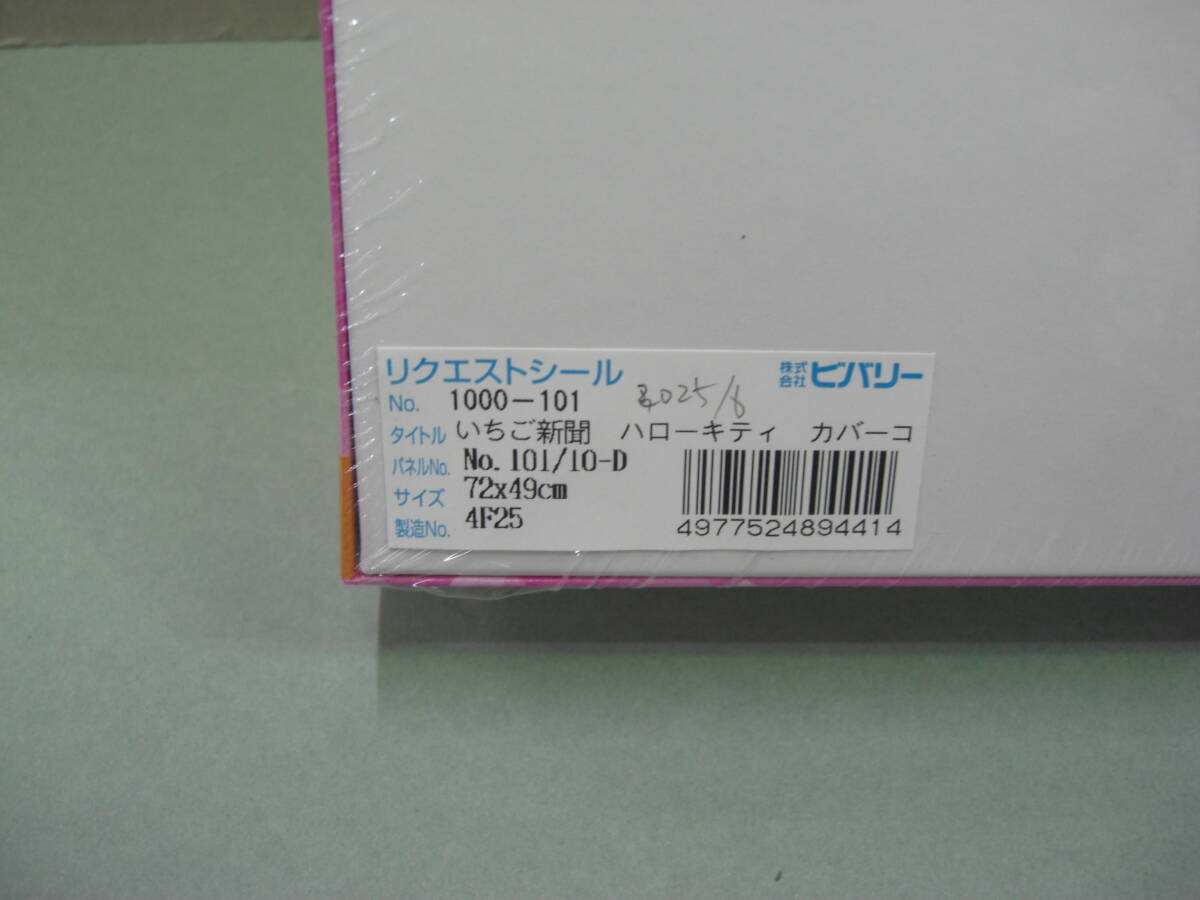 リクエストシール
株式会社 ビバリー
No. 1000-101
タイトル いちご新聞 ハローキティ カバーコ
パネルNo. No.101/10-D
サイズ 72x49cm
製造No. 4F25
4977524894414